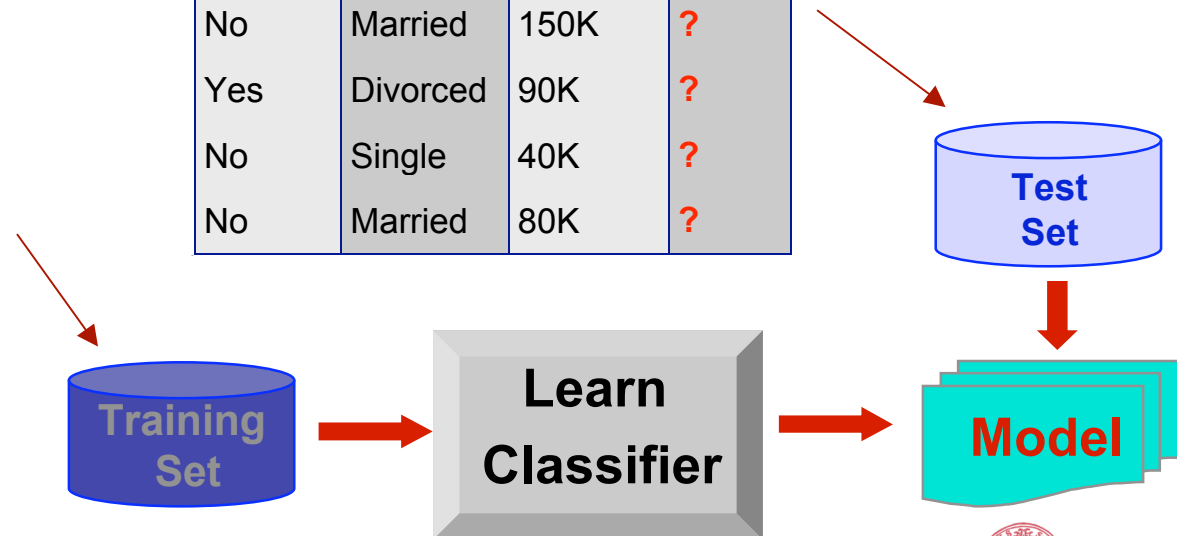 No Married 150K ?
Yes Divorced 90K ?
No Single 40K ?
No Married 80K ?
Test
Set
Training
Set
Learn
Classifier
Model